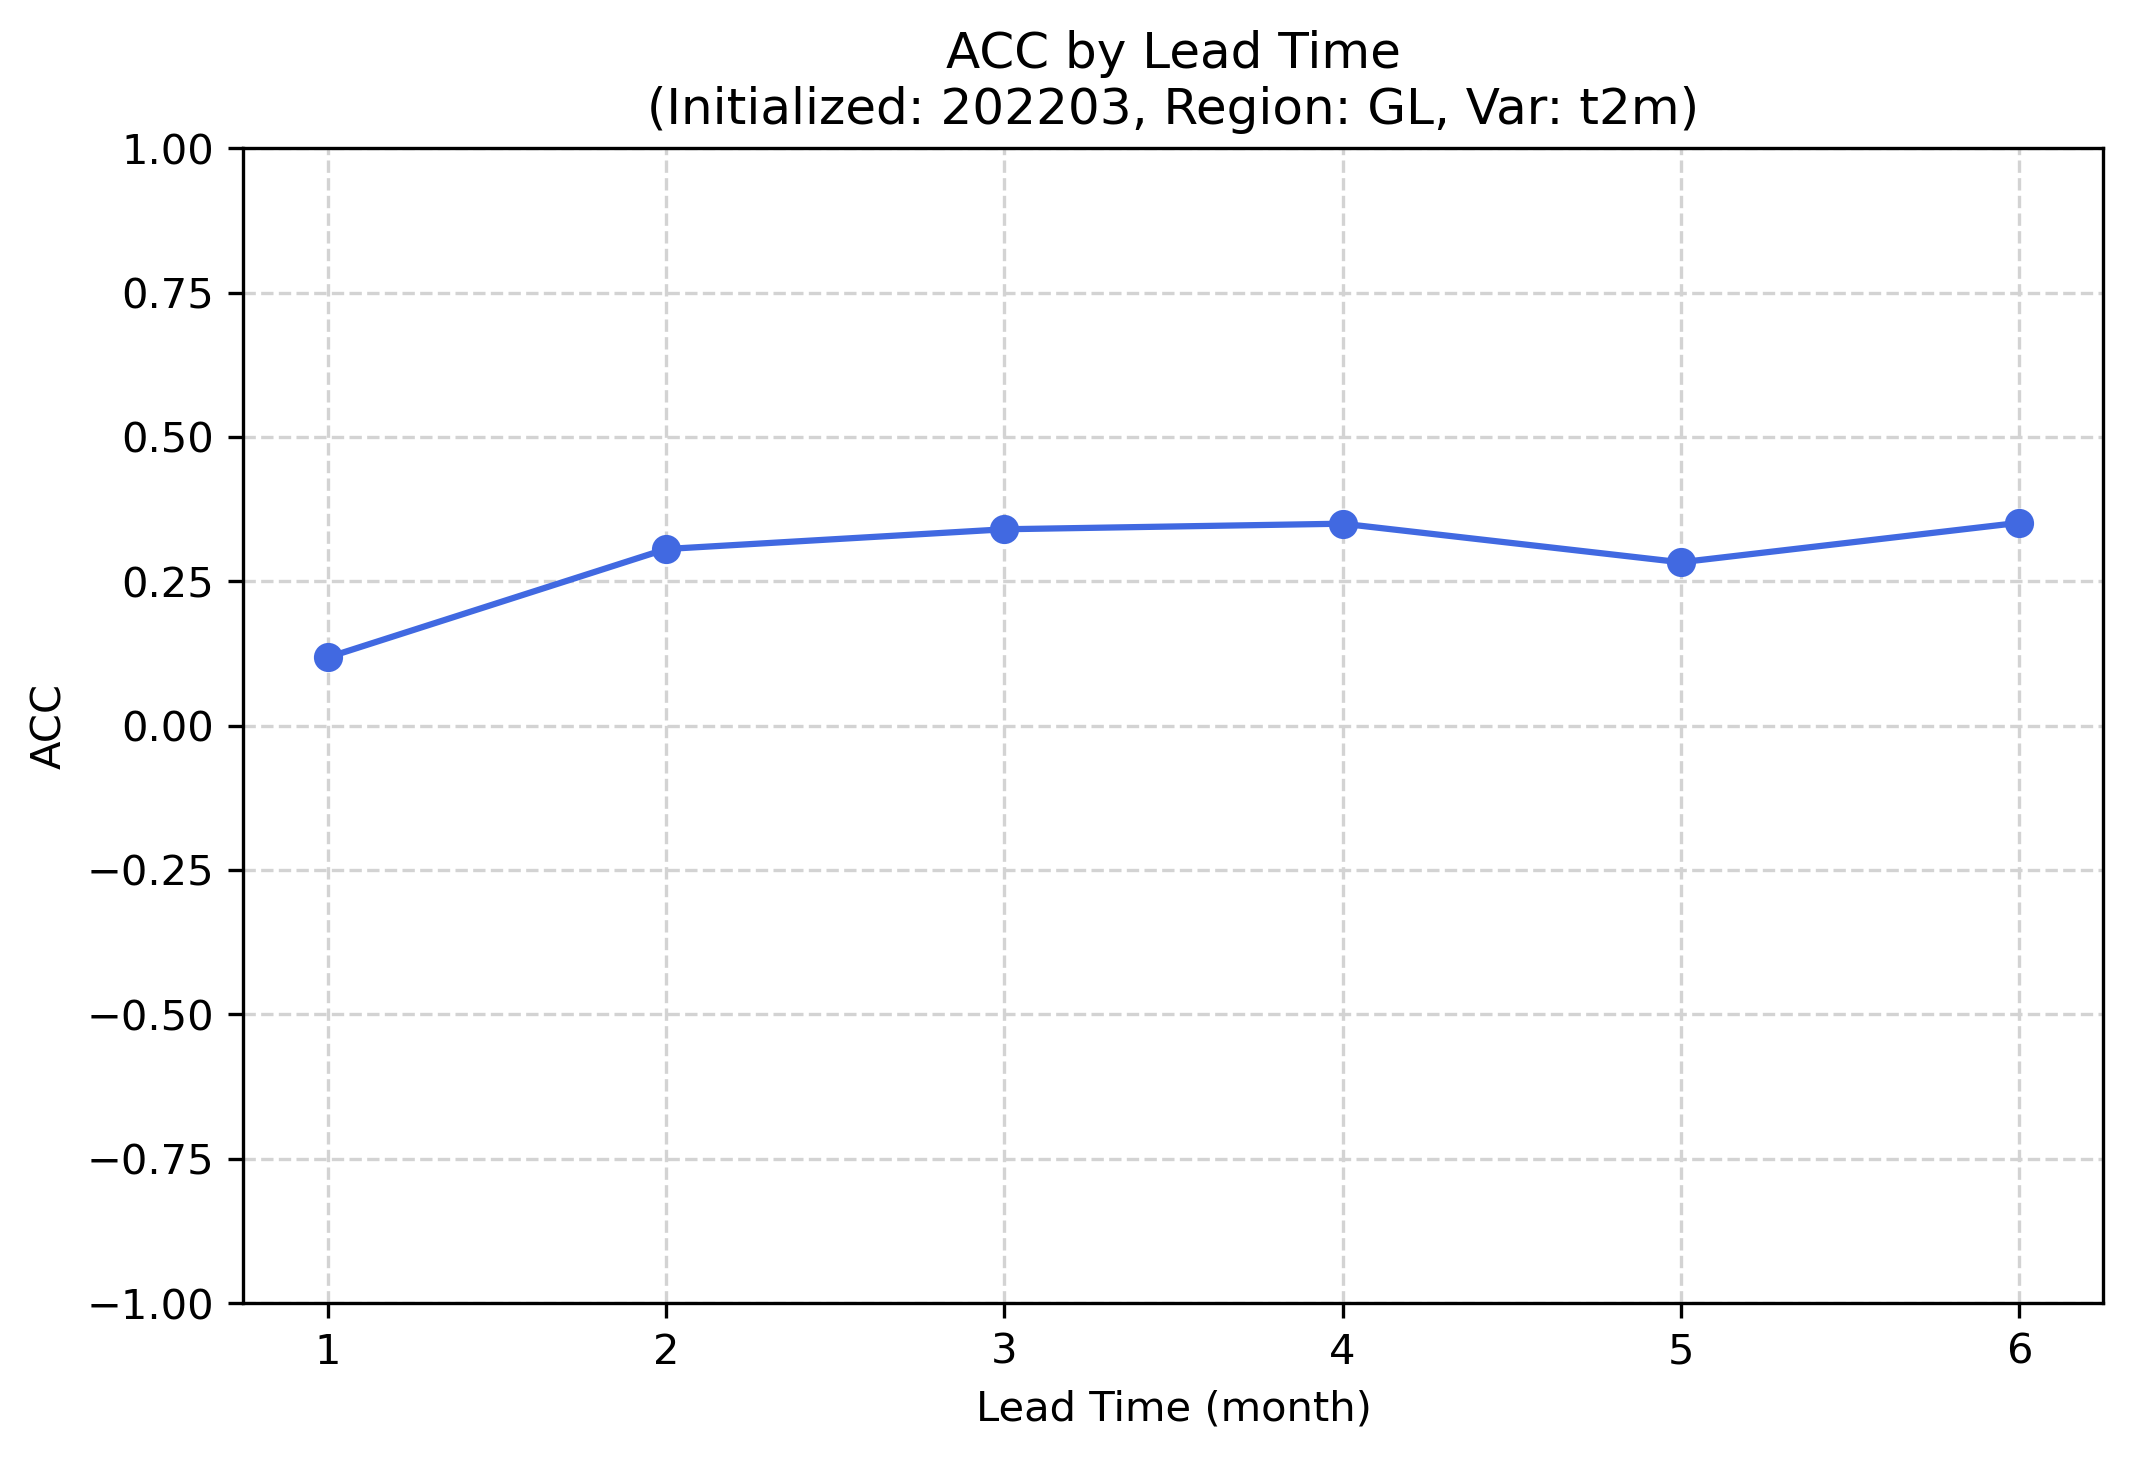 ACC by Lead Time
(Initialized: 202203, Region: GL, Var: t2m)
1.00
0.75
0.50
0.25
0.00
−0.25
−0.50
−0.75
−1.00
ACC
1 2 3 4 5 6
Lead Time (month)